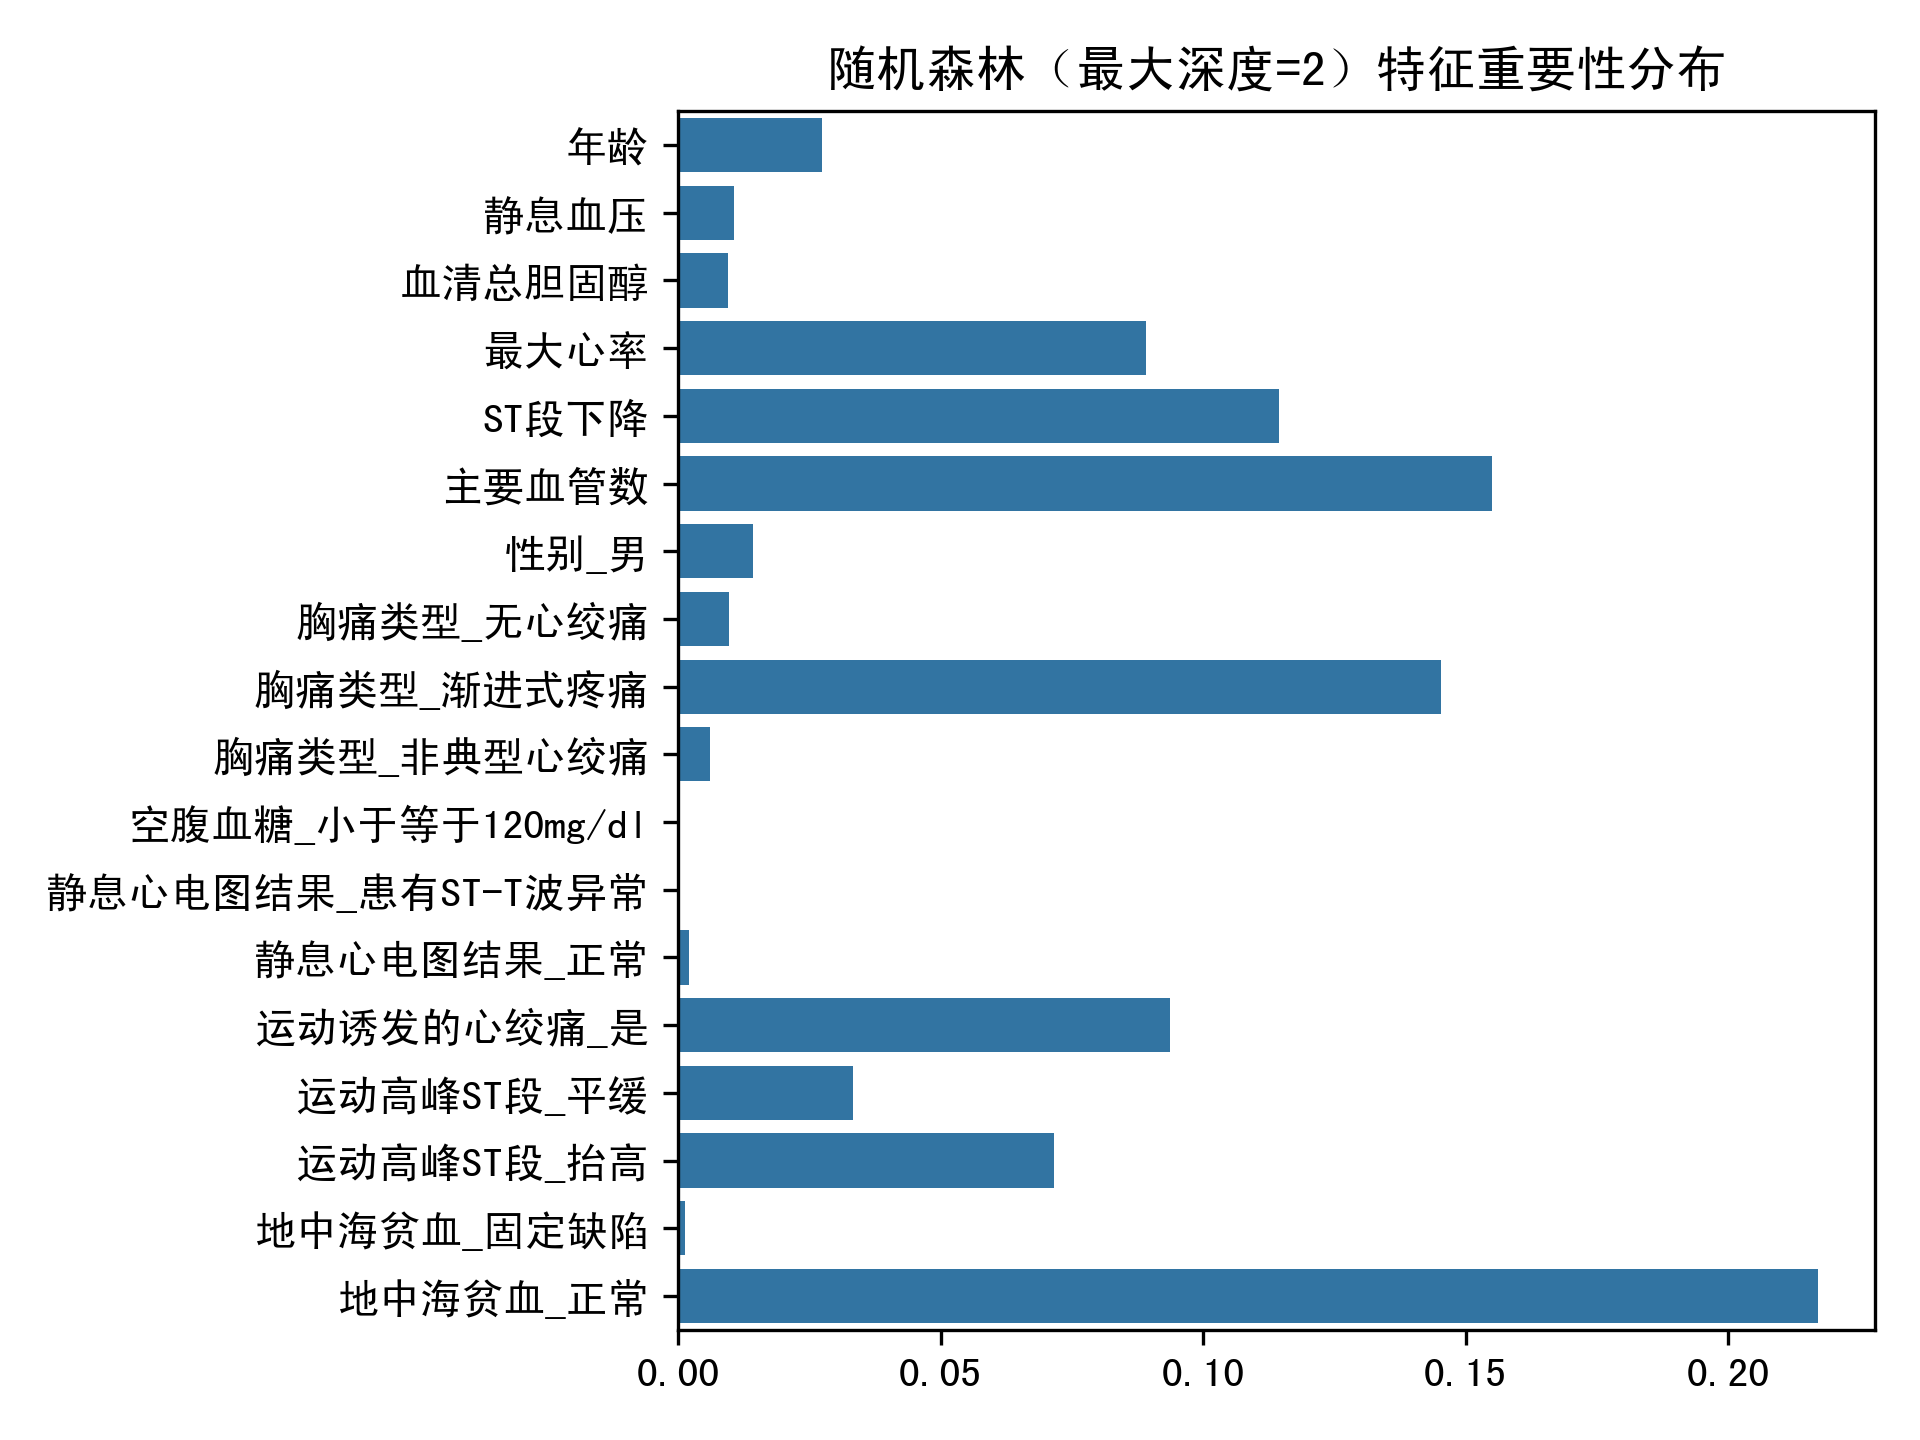 随机森林（最大深度=2）特征重要性分布
年龄
静息血压
血清总胆固醇
最大心率
ST段下降
主要血管数
性别_男
胸痛类型_无心绞痛
胸痛类型_渐进式疼痛
胸痛类型_非典型心绞痛
空腹血糖_小于等于120mg/dl
静息心电图结果_患有ST-T波异常
静息心电图结果_正常
运动诱发的心绞痛_是
运动高峰ST段_平缓
运动高峰ST段_抬高
地中海贫血_固定缺陷
地中海贫血_正常
0.00 0.05 0.10 0.15 0.20